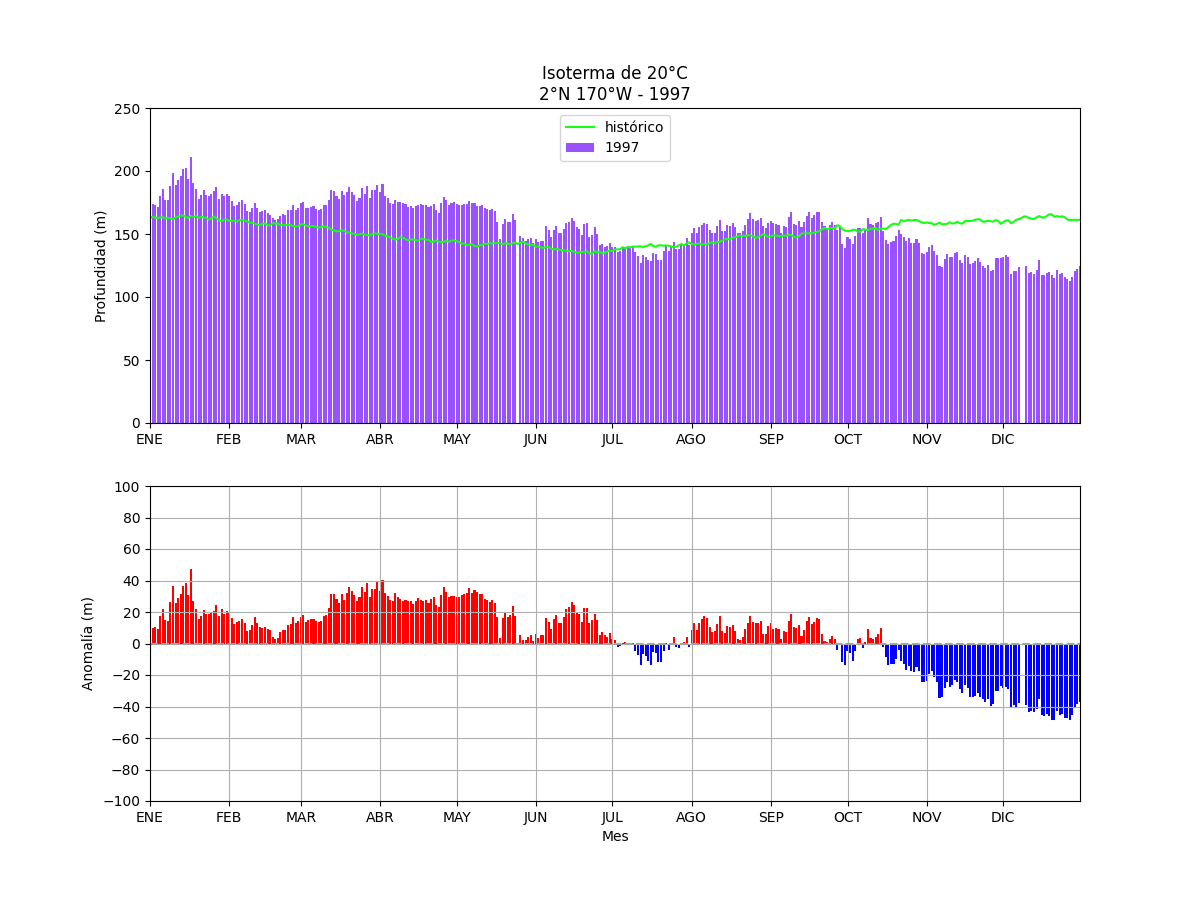 Isoterma de 20°C
2°N 170°W - 1997
histórico
1997
Profundidad (m)
250
200
150
100
50
0
ENE FEB MAR ABR MAY JUN JUL AGO SEP OCT NOV DIC
Anomalía (m)
100
80
60
40
20
0
−20
−40
−60
−80
−100
ENE FEB MAR ABR MAY JUN JUL AGO SEP OCT NOV DIC
Mes